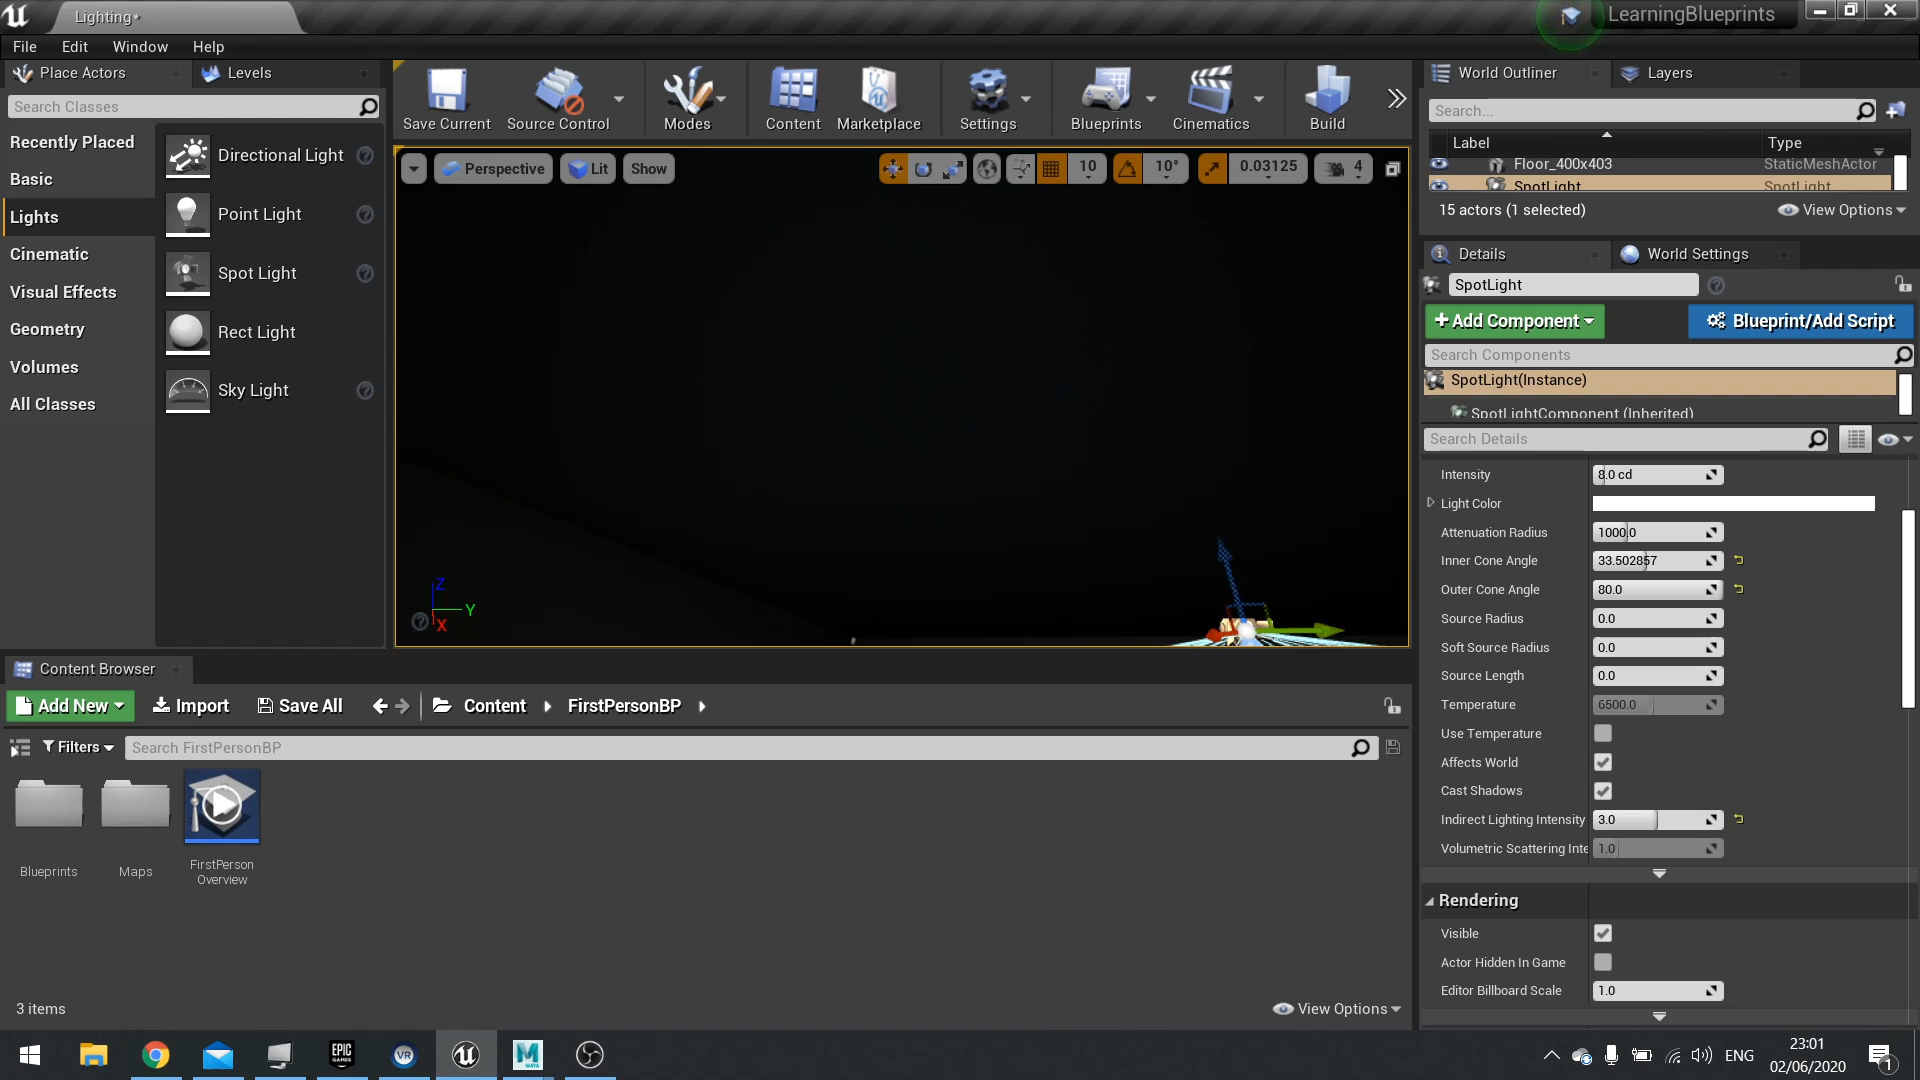 Lighting*
LearningBlueprints
File Edit Window Help
Place Actors
Levels
Search Classes
Recently Placed
Basic
Lights
Cinematic
Visual Effects
Geometry
Volumes
All Classes
Directional Light
Point Light
Spot Light
Rect Light
Sky Light
Save Current
Source Control
Modes
Content
Marketplace
Settings
Blueprints
Cinematics
Build
Perspective
Lit
Show
10
10°
0.03125
4
Z
Y
X
World Outliner
Layers
Search...
Label Type
Floor_400x403 StaticMeshActor
SpotLight SpotLight
15 actors (1 selected)
View Options
Details
World Settings
SpotLight
+ Add Component
Blueprint/Add Script
Search Components
SpotLight(Instance)
SpotLightComponent (Inherited)
Search Details
Intensity 8.0 cd
Light Color
Attenuation Radius 1000.0
Inner Cone Angle 33.502857
Outer Cone Angle 80.0
Source Radius 0.0
Soft Source Radius 0.0
Source Length 0.0
Temperature 6500.0
Use Temperature
Affects World
Cast Shadows
Indirect Lighting Intensity 3.0
Volumetric Scattering Inte 1.0
Rendering
Visible
Actor Hidden In Game
Editor Billboard Scale 1.0
Content Browser
Add New
Import
Save All
Content
FirstPersonBP
Filters
Search FirstPersonBP
Blueprints
Maps
FirstPerson
Overview
3 items
View Options
EPIC
GAMES
VR
M
MAYA
ENG
23:01
02/06/2020
1